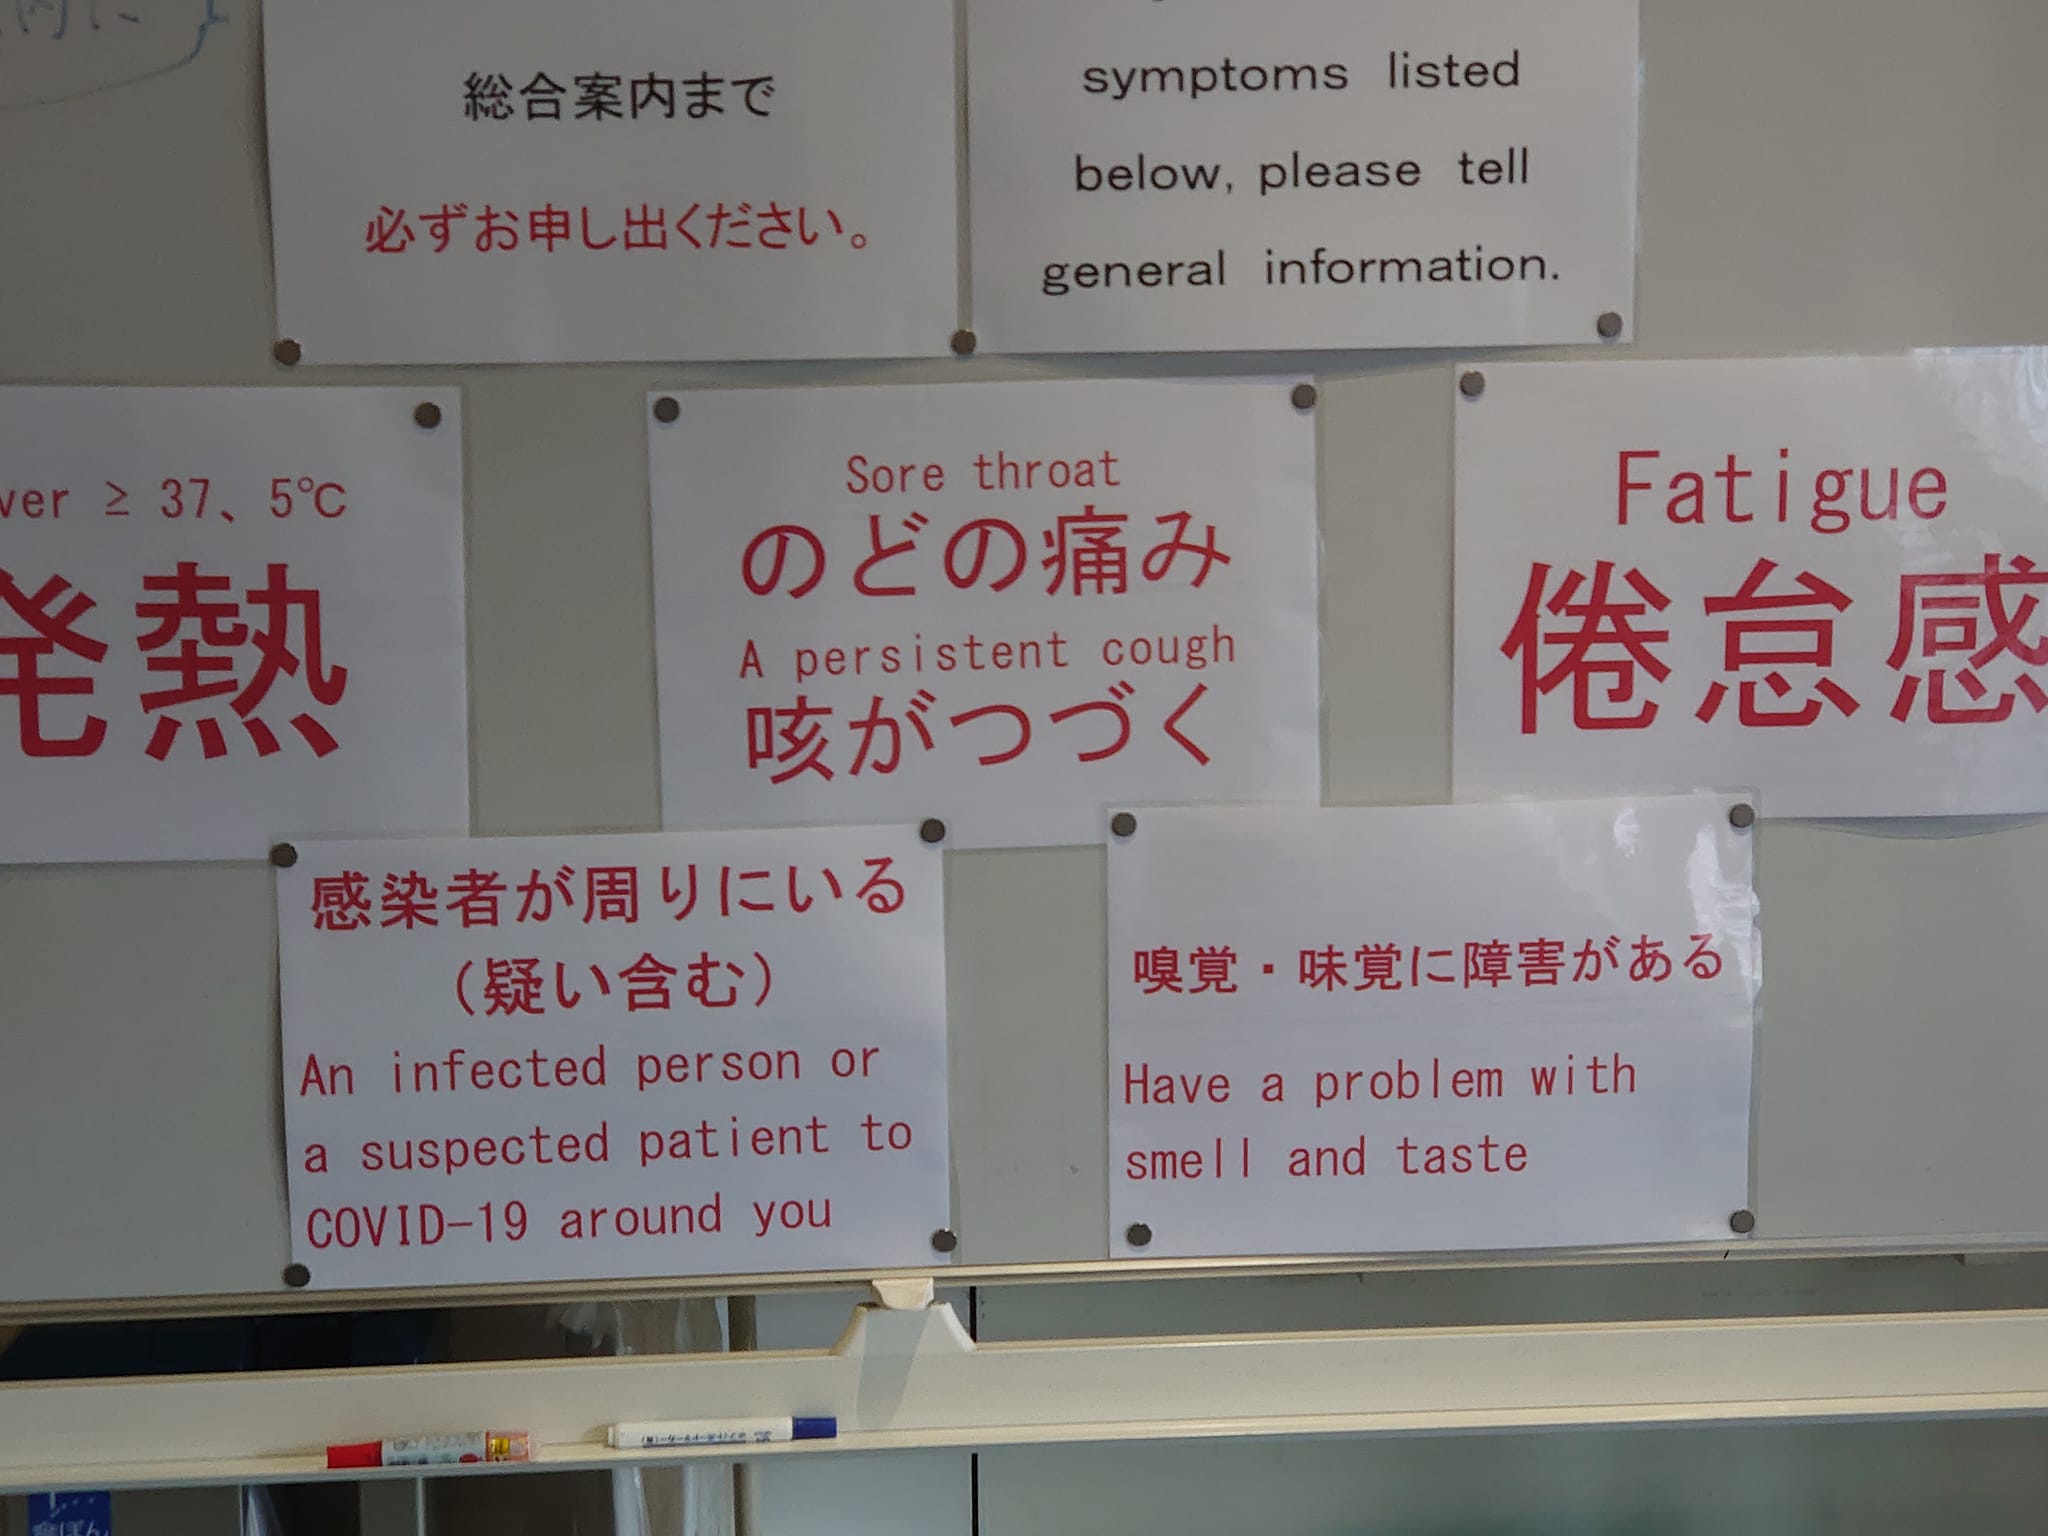 総合案内まで
必ずお申し出ください。
symptoms listed
below, please tell
general information.
ver ≥ 37、5℃
発熱
Sore throat
のどの痛み
A persistent cough
咳がつづく
Fatigue
倦怠感
感染者が周りにいる
(疑い含む)
An infected person or
a suspected patient to
COVID-19 around you
嗅覚・味覚に障害がある
Have a problem with
smell and taste